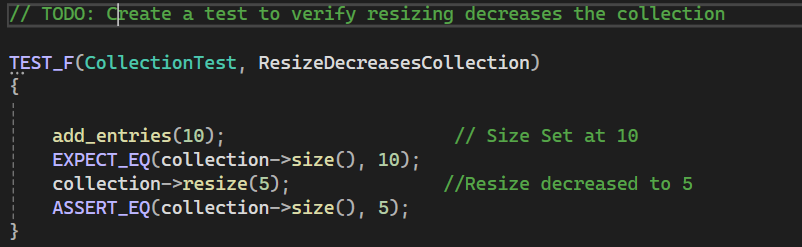 // TODO: Create a test to verify resizing decreases the collection
TEST_F(CollectionTest, ResizeDecreasesCollection)
{
add_entries(10); // Size Set at 10
EXPECT_EQ(collection->size(), 10);
collection->resize(5); //Resize decreased to 5
ASSERT_EQ(collection->size(), 5);
}